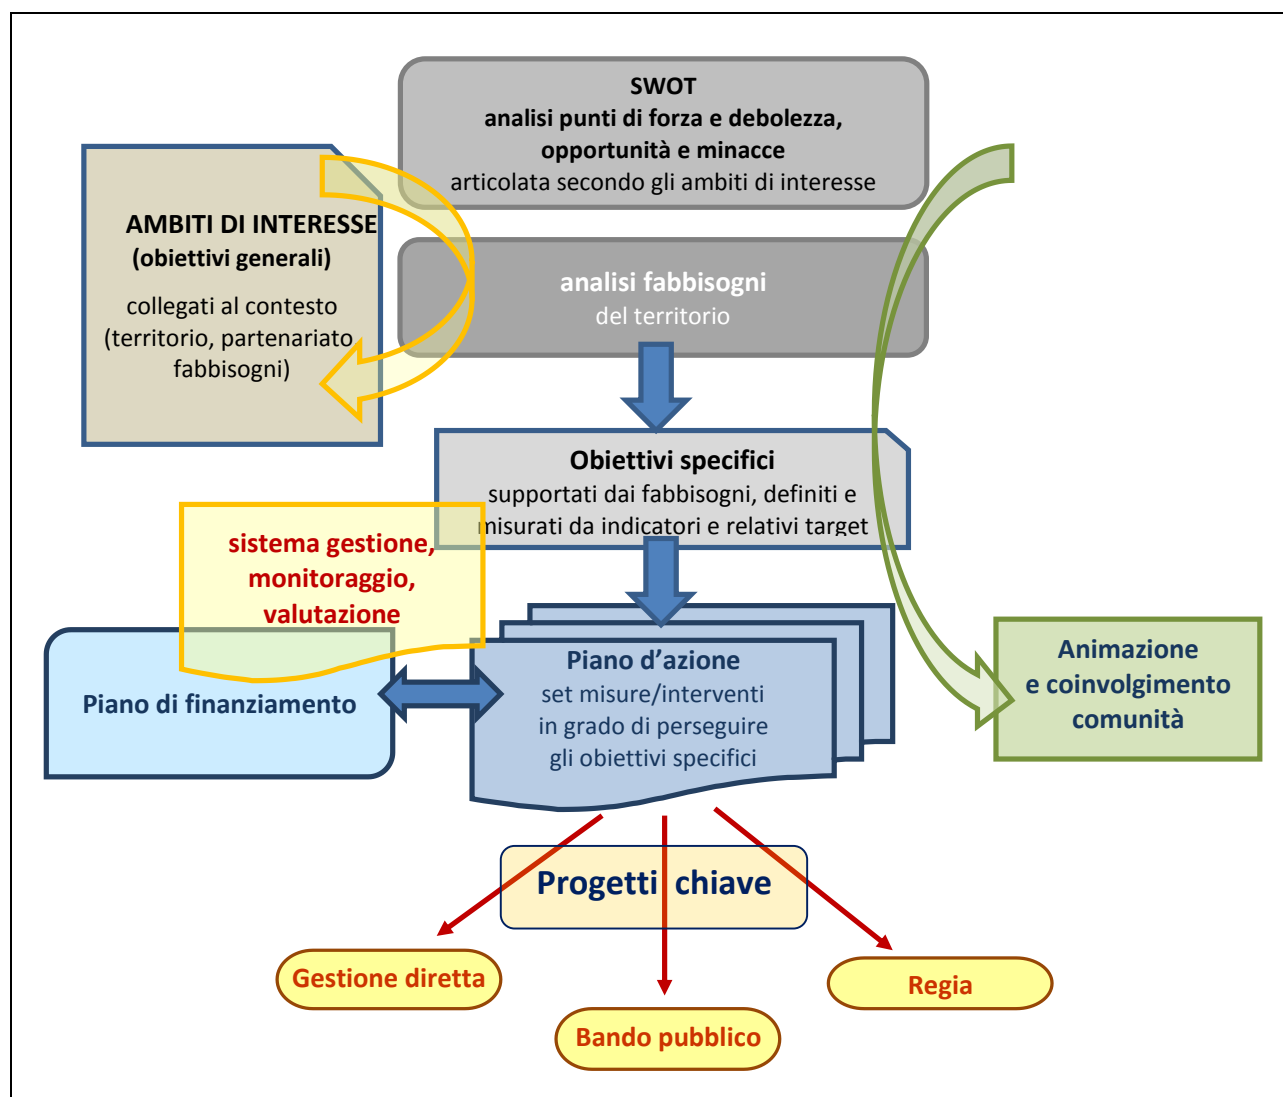 SWOT
analisi punti di forza e debolezza,
opportunità e minacce
articolata secondo gli ambiti di interesse
AMBITI DI INTERESSE
(obiettivi generali)
collegati al contesto
(territorio, partenariato
fabbisogni)
analisi fabbisogni
del territorio
Obiettivi specifici
supportati dai fabbisogni, definiti e
misurati da indicatori e relativi target
sistema gestione,
monitoraggio,
valutazione
Piano di finanziamento
Piano d’azione
set misure/interventi
in grado di perseguire
gli obiettivi specifici
Animazione
e coinvolgimento
comunità
Progetti chiave
Gestione diretta
Bando pubblico
Regia